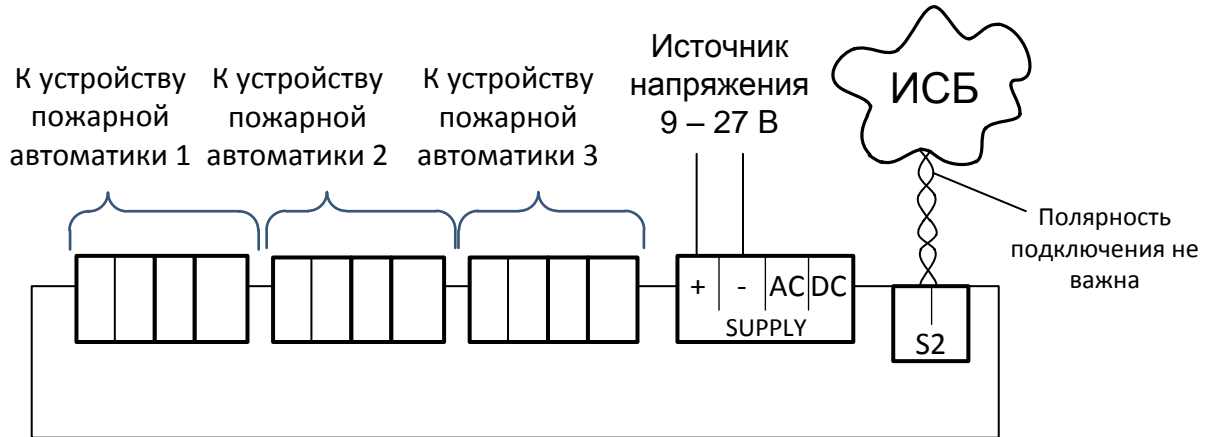 К устройству
пожарной
автоматики 1
К устройству
пожарной
автоматики 2
К устройству
пожарной
автоматики 3
Источник
напряжения
9 – 27 В
ИСБ
Полярность
подключения не
важна
+ - AC DC
SUPPLY
S2